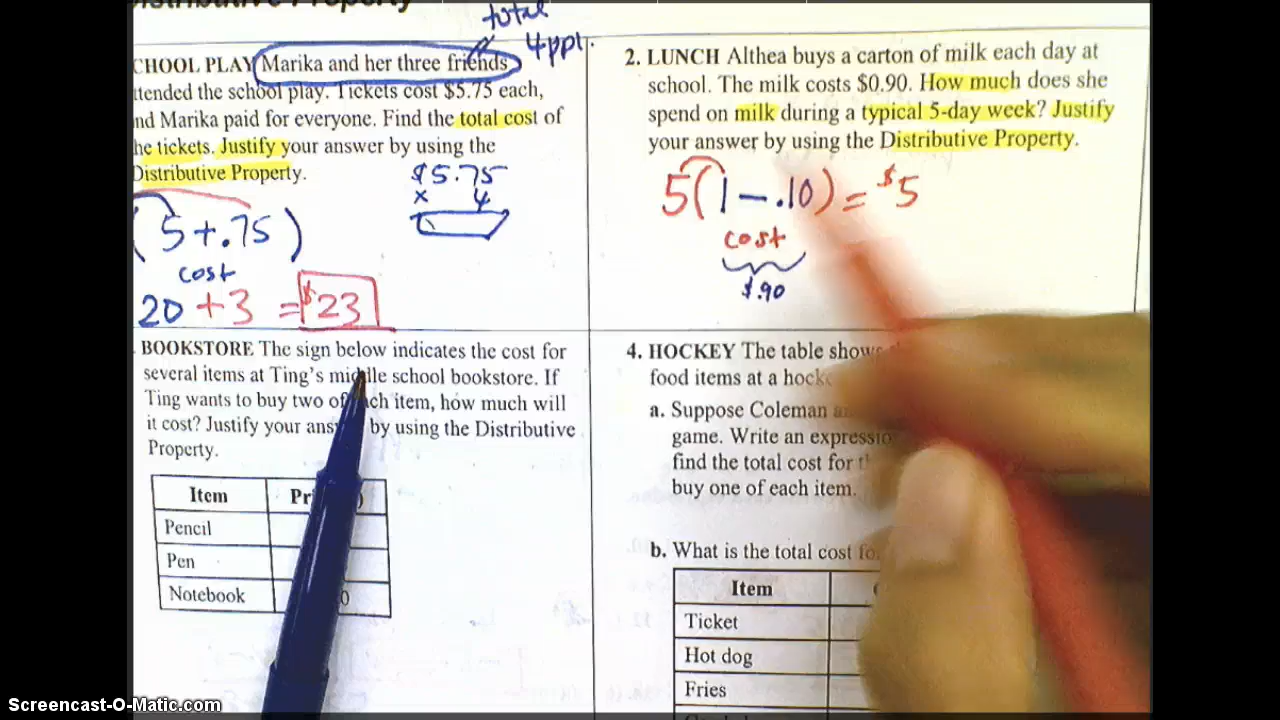 Distributive Property
total
4ppl.
CHOOL PLAY Marika and her three friends
ttended the school play. Tickets cost $5.75 each,
nd Marika paid for everyone. Find the total cost of
he tickets. Justify your answer by using the
Distributive Property.
$5.75
× 4
( 5+.75 )
cost
20 + 3 = $23
2. LUNCH Althea buys a carton of milk each day at
school. The milk costs $0.90. How much does she
spend on milk during a typical 5-day week? Justify
your answer by using the Distributive Property.
5(1-.10) = $5
cost
$.90
BOOKSTORE The sign below indicates the cost for
several items at Ting's middle school bookstore. If
Ting wants to buy two of each item, how much will
it cost? Justify your ans by using the Distributive
Property.
Item Pr
Pencil
Pen
Notebook 0
4. HOCKEY The table shows
food items at a hock
a. Suppose Coleman a
game. Write an expressio
find the total cost for t
buy one of each item.
b. What is the total cost fo
Item
Ticket
Hot dog
Fries
Screencast-O-Matic.com